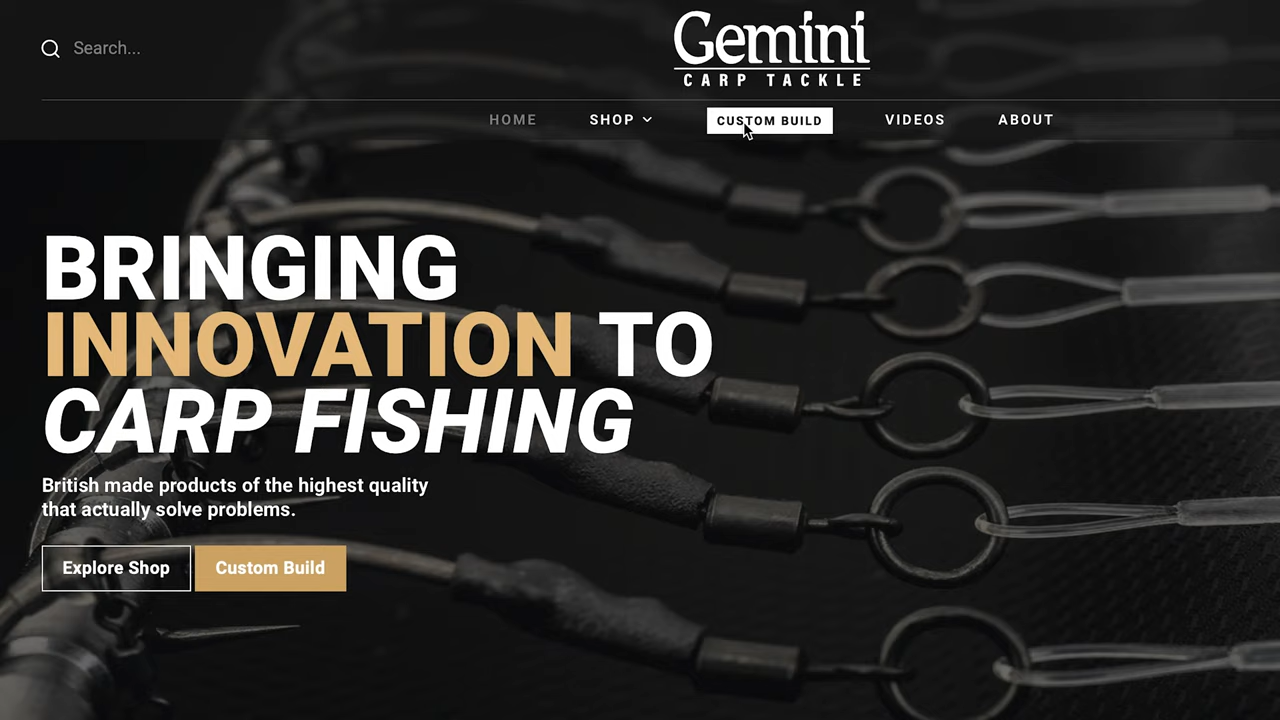 Search...
Gemini
CARP TACKLE
HOME SHOP CUSTOM BUILD VIDEOS ABOUT
BRINGING
INNOVATION TO
CARP FISHING
British made products of the highest quality
that actually solve problems.
Explore Shop Custom Build